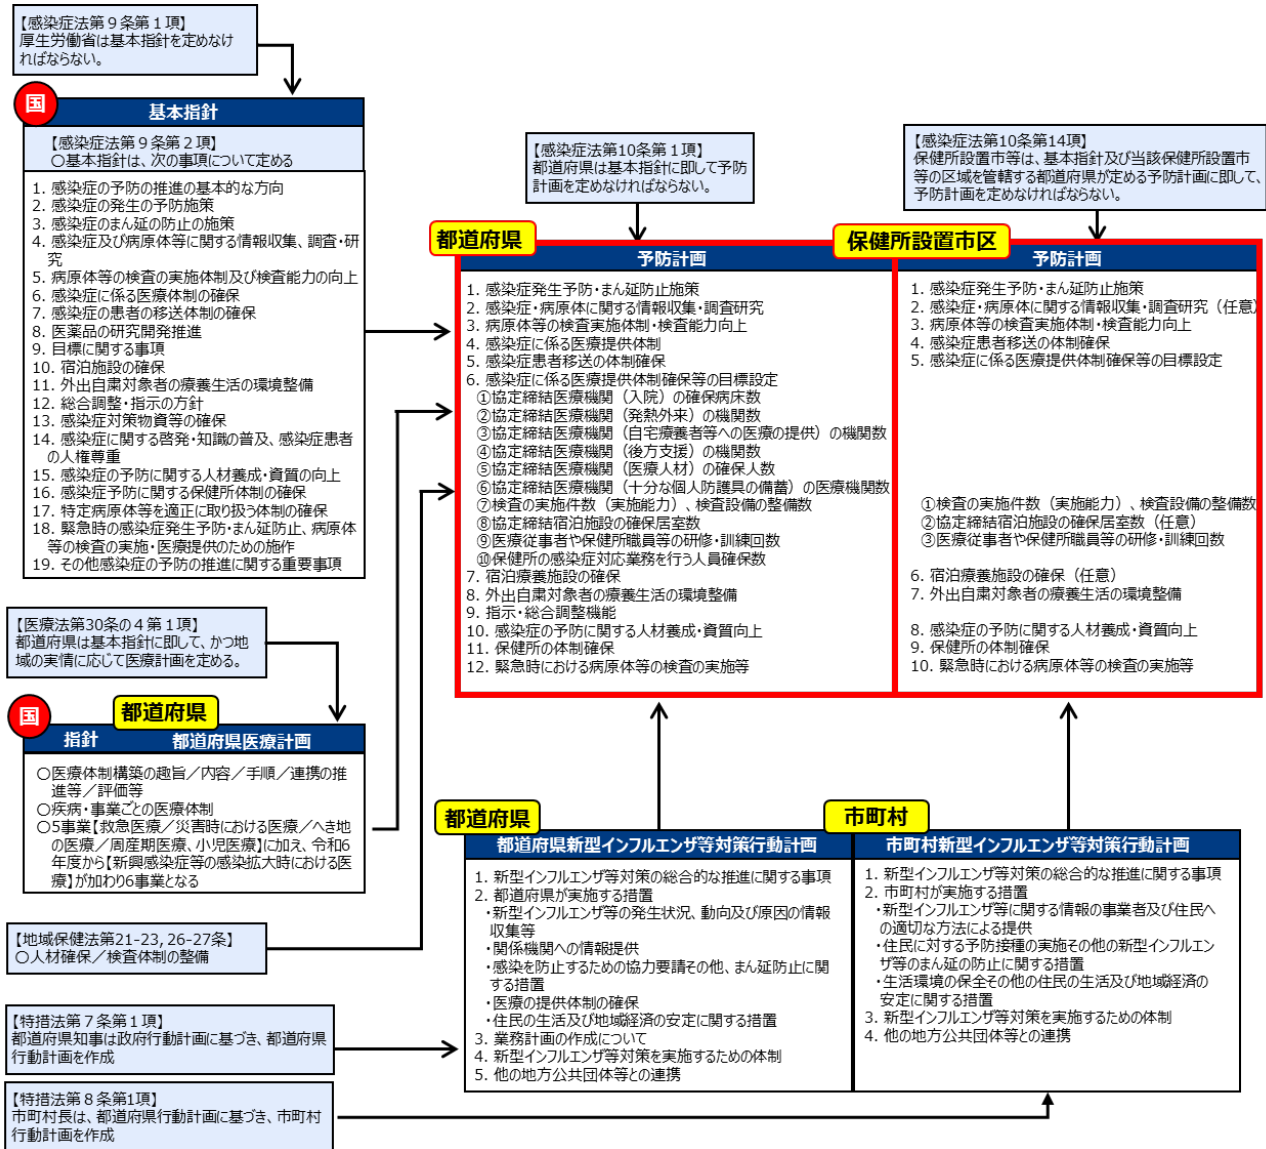 【感染症法第９条第１項】
厚生労働省は基本指針を定めなけ
ればならない。
国
基本指針
【感染症法第９条第２項】
〇基本指針は、次の事項について定める
1. 感染症の予防の推進の基本的な方向
2. 感染症の発生の予防施策
3. 感染症のまん延の防止の施策
4. 感染症及び病原体等に関する情報収集、調査・研
究
5. 病原体等の検査の実施体制及び検査能力の向上
6. 感染症に係る医療体制の確保
7. 感染症の患者の移送体制の確保
8. 医薬品の研究開発推進
9. 目標に関する事項
10. 宿泊施設の確保
11. 外出自粛対象者の療養生活の環境整備
12. 総合調整・指示の方針
13. 感染症対策物資等の確保
14. 感染症に関する啓発・知識の普及、感染症患者
の人権尊重
15. 感染症の予防に関する人材養成・資質の向上
16. 感染症予防に関する保健所体制の確保
17. 特定病原体等を適正に取り扱う体制の確保
18. 緊急時の感染症発生予防・まん延防止、病原体
等の検査の実施・医療提供のための施作
19. その他感染症の予防の推進に関する重要事項
【医療法第30条の４第１項】
都道府県は基本指針に即して、かつ地
域の実情に応じて医療計画を定める。
国
都道府県
指針 都道府県医療計画
〇医療体制構築の趣旨／内容／手順／連携の推
進等／評価等
〇疾病・事業ごとの医療体制
〇5事業【救急医療／災害時における医療／へき地
の医療／周産期医療、小児医療】に加え、令和6
年度から【新興感染症等の感染拡大時における医
療】が加わり6事業となる
【地域保健法第21-23, 26-27条】
〇人材確保／検査体制の整備
【特措法第７条第１項】
都道府県知事は政府行動計画に基づき、都道府県
行動計画を作成
【特措法第８条第1項】
市町村長は、都道府県行動計画に基づき、市町村
行動計画を作成
【感染症法第10条第１項】
都道府県は基本指針に即して予防
計画を定めなければならない。
【感染症法第10条第14項】
保健所設置市等は、基本指針及び当該保健所設置市
等の区域を管轄する都道府県が定める予防計画に即して、
予防計画を定めなければならない。
都道府県
予防計画
1. 感染症発生予防・まん延防止施策
2. 感染症・病原体に関する情報収集・調査研究
3. 病原体等の検査実施体制・検査能力向上
4. 感染症に係る医療提供体制
5. 感染症患者移送の体制確保
6. 感染症に係る医療提供体制確保等の目標設定
①協定締結医療機関（入院）の確保病床数
②協定締結医療機関（発熱外来）の機関数
③協定締結医療機関（自宅療養者等への医療の提供）の機関数
④協定締結医療機関（後方支援）の機関数
⑤協定締結医療機関（医療人材）の確保人数
⑥協定締結医療機関（十分な個人防護具の備蓄）の医療機関数
⑦検査の実施件数（実施能力）、検査設備の整備数
⑧協定締結宿泊施設の確保居室数
⑨医療従事者や保健所職員等の研修・訓練回数
⑩保健所の感染症対応業務を行う人員確保数
7. 宿泊療養施設の確保
8. 外出自粛対象者の療養生活の環境整備
9. 指示・総合調整機能
10. 感染症の予防に関する人材養成・資質向上
11. 保健所の体制確保
12. 緊急時における病原体等の検査の実施等
保健所設置市区
予防計画
1. 感染症発生予防・まん延防止施策
2. 感染症・病原体に関する情報収集・調査研究（任意）
3. 病原体等の検査実施体制・検査能力向上
4. 感染症患者移送の体制確保
5. 感染症に係る医療提供体制確保等の目標設定
①検査の実施件数（実施能力）、検査設備の整備数
②協定締結宿泊施設の確保居室数（任意）
③医療従事者や保健所職員等の研修・訓練回数
6. 宿泊療養施設の確保（任意）
7. 外出自粛対象者の療養生活の環境整備
8. 感染症の予防に関する人材養成・資質向上
9. 保健所の体制確保
10. 緊急時における病原体等の検査の実施等
都道府県
都道府県新型インフルエンザ等対策行動計画
1. 新型インフルエンザ等対策の総合的な推進に関する事項
2. 都道府県が実施する措置
・新型インフルエンザ等の発生状況、動向及び原因の情報
収集等
・関係機関への情報提供
・感染を防止するための協力要請その他、まん延防止に関
する措置
・医療の提供体制の確保
・住民の生活及び地域経済の安定に関する措置
3. 業務計画の作成について
4. 新型インフルエンザ等対策を実施するための体制
5. 他の地方公共団体等との連携
市町村
市町村新型インフルエンザ等対策行動計画
1. 新型インフルエンザ等対策の総合的な推進に関する事項
2. 市町村が実施する措置
・新型インフルエンザ等に関する情報の事業者及び住民へ
の適切な方法による提供
・住民に対する予防接種の実施その他の新型インフルエン
ザ等のまん延の防止に関する措置
・生活環境の保全その他の住民の生活及び地域経済の
安定に関する措置
3. 新型インフルエンザ等対策を実施するための体制
4. 他の地方公共団体等との連携